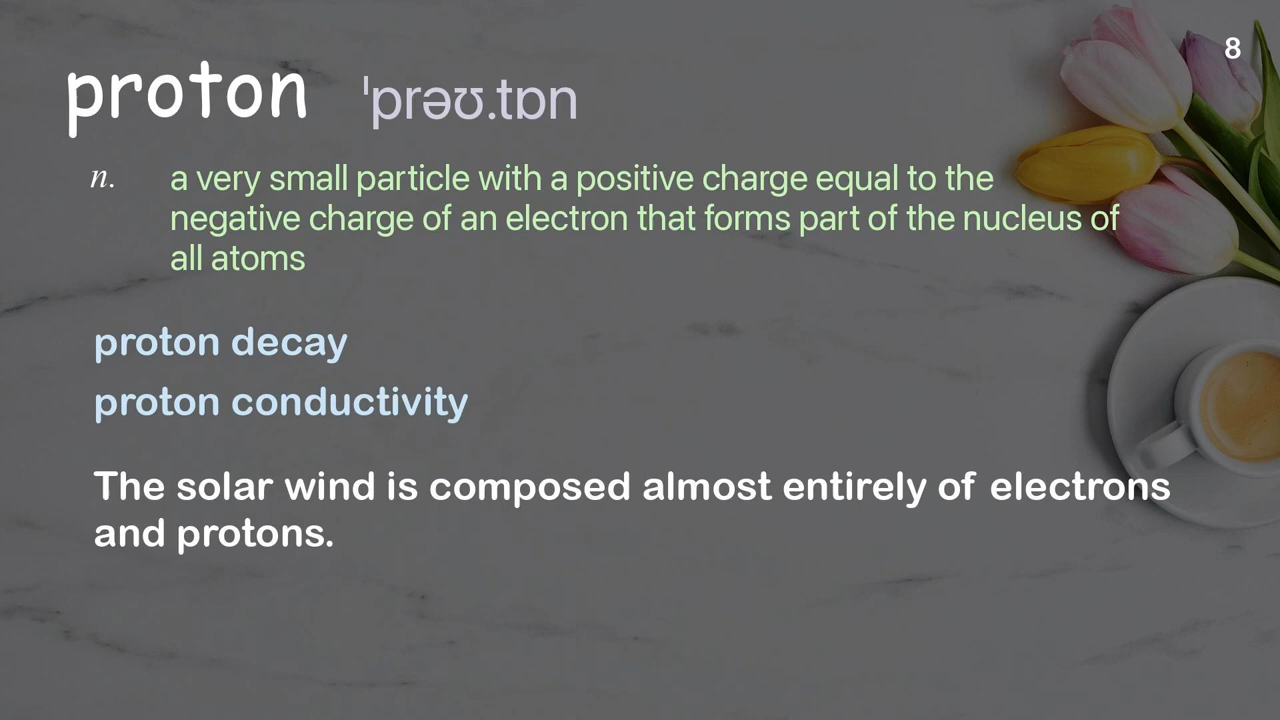 8
proton ˈprəʊ.tɒn
n. a very small particle with a positive charge equal to the
negative charge of an electron that forms part of the nucleus of
all atoms
proton decay
proton conductivity
The solar wind is composed almost entirely of electrons
and protons.